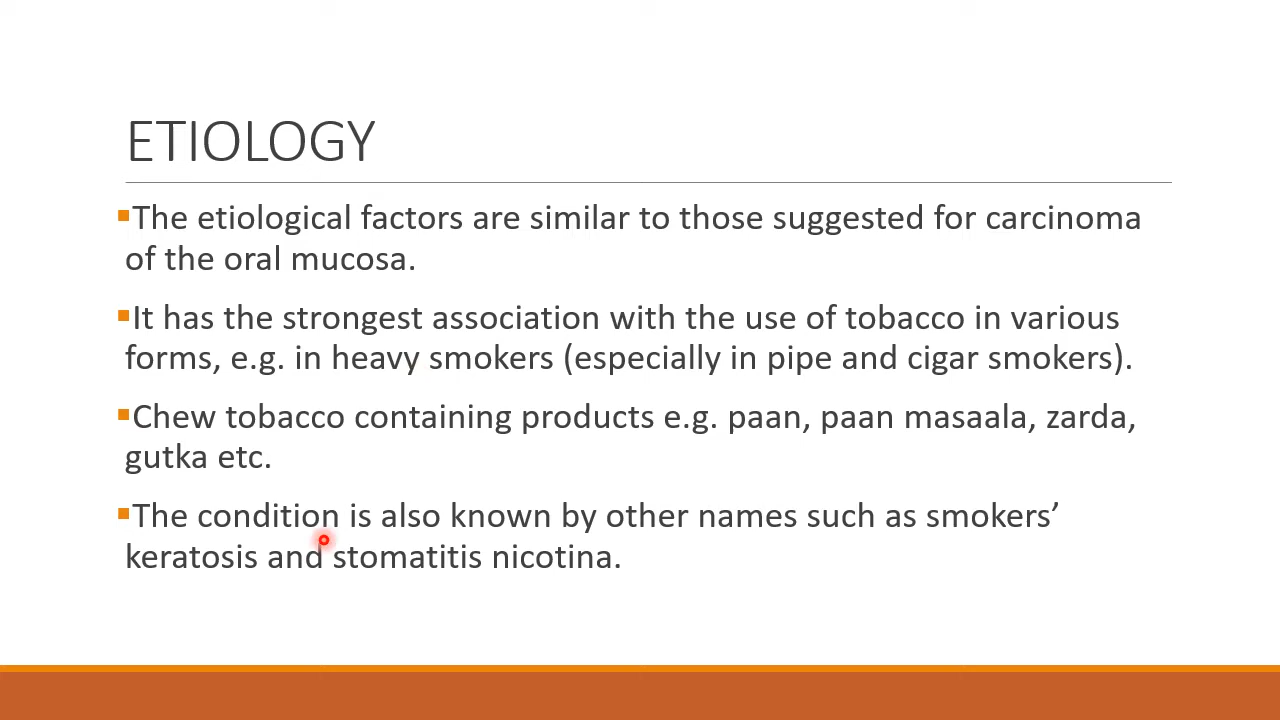 ETIOLOGY
▪The etiological factors are similar to those suggested for carcinoma
of the oral mucosa.
▪It has the strongest association with the use of tobacco in various
forms, e.g. in heavy smokers (especially in pipe and cigar smokers).
▪Chew tobacco containing products e.g. paan, paan masaala, zarda,
gutka etc.
▪The condition is also known by other names such as smokers’
keratosis and stomatitis nicotina.